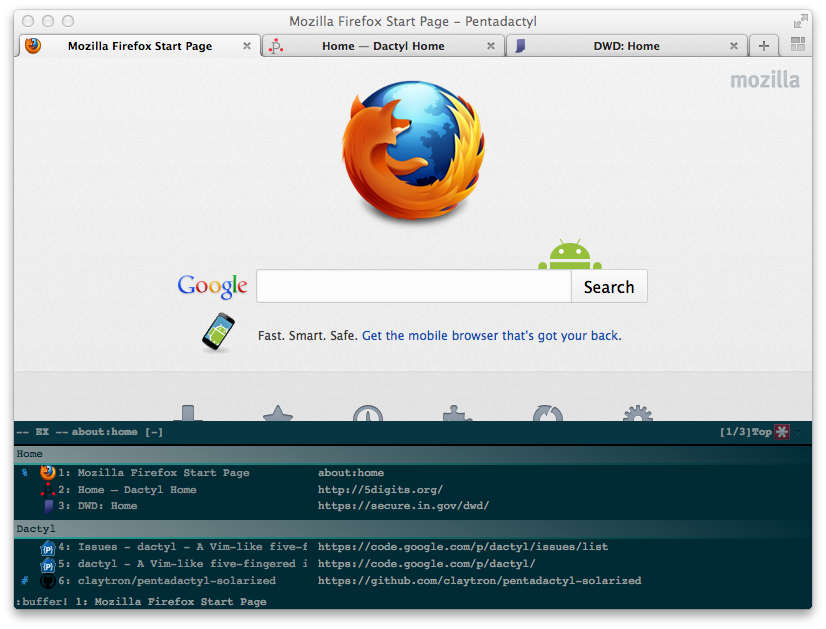 Mozilla Firefox Start Page - Pentadactyl
Mozilla Firefox Start Page × Home — Dactyl Home × DWD: Home × +
mozilla
Google Search
Fast. Smart. Safe. Get the mobile browser that's got your back.
-- EX -- about:home [-] [1/3]Top
Home
% 1: Mozilla Firefox Start Page about:home
2: Home — Dactyl Home http://5digits.org/
3: DWD: Home https://secure.in.gov/dwd/
Dactyl
4: Issues - dactyl - A Vim-like five-f https://code.google.com/p/dactyl/issues/list
5: dactyl - A Vim-like five-fingered i https://code.google.com/p/dactyl/
# 6: claytron/pentadactyl-solarized https://github.com/claytron/pentadactyl-solarized
:buffer! 1: Mozilla Firefox Start Page